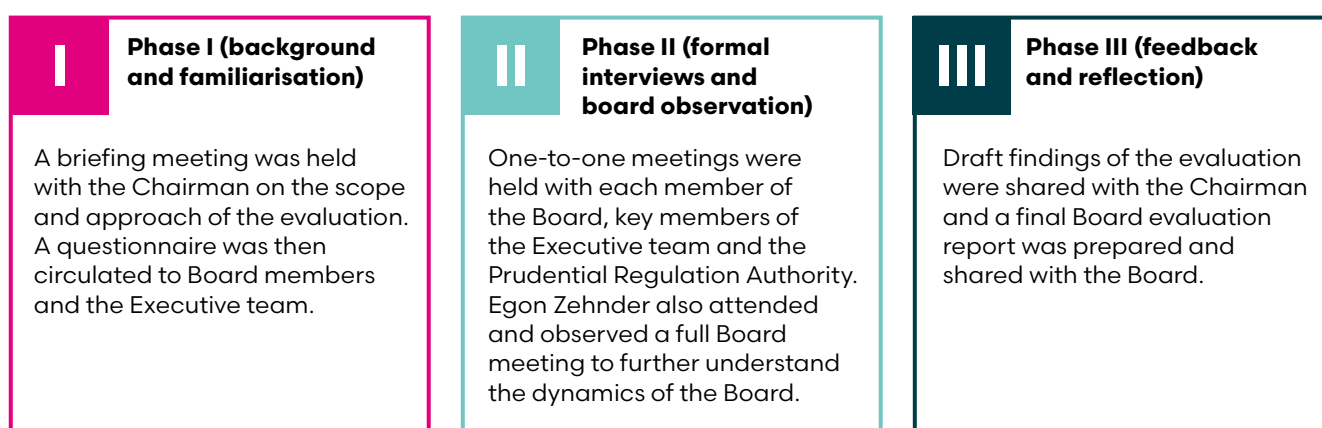 I
Phase I (background
and familiarisation)
A briefing meeting was held
with the Chairman on the scope
and approach of the evaluation.
A questionnaire was then
circulated to Board members
and the Executive team.
II
Phase II (formal
interviews and
board observation)
One-to-one meetings were
held with each member of
the Board, key members of
the Executive team and the
Prudential Regulation Authority.
Egon Zehnder also attended
and observed a full Board
meeting to further understand
the dynamics of the Board.
III
Phase III (feedback
and reflection)
Draft findings of the evaluation
were shared with the Chairman
and a final Board evaluation
report was prepared and
shared with the Board.